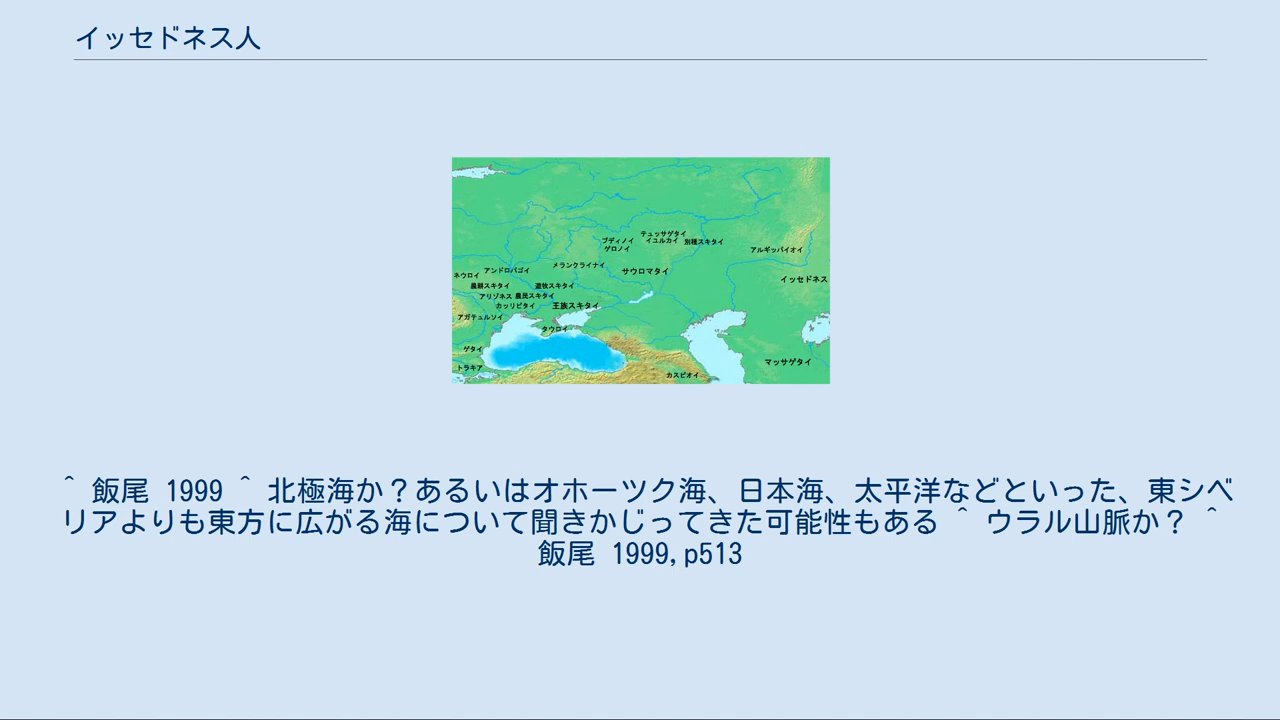 イッセドネス人
テュッサゲタイ
ブディノイ
イユルカイ
別種スキタイ
ゲロノイ
アルギッパイオイ
メランクライナイ
サウロマタイ
アンドロパゴイ
ネウロイ
イッセドネス
農耕スキタイ
遊牧スキタイ
アリゾネス
農民スキタイ
カッリピダイ
王族スキタイ
アガテュルソイ
タウロイ
ゲタイ
マッサゲタイ
トラキア
カスピオイ
^ 飯尾 1999 ^ 北極海か？あるいはオホーツク海、日本海、太平洋などといった、東シベ
リアよりも東方に広がる海について聞きかじってきた可能性もある ^ ウラル山脈か？ ^
飯尾 1999,p513